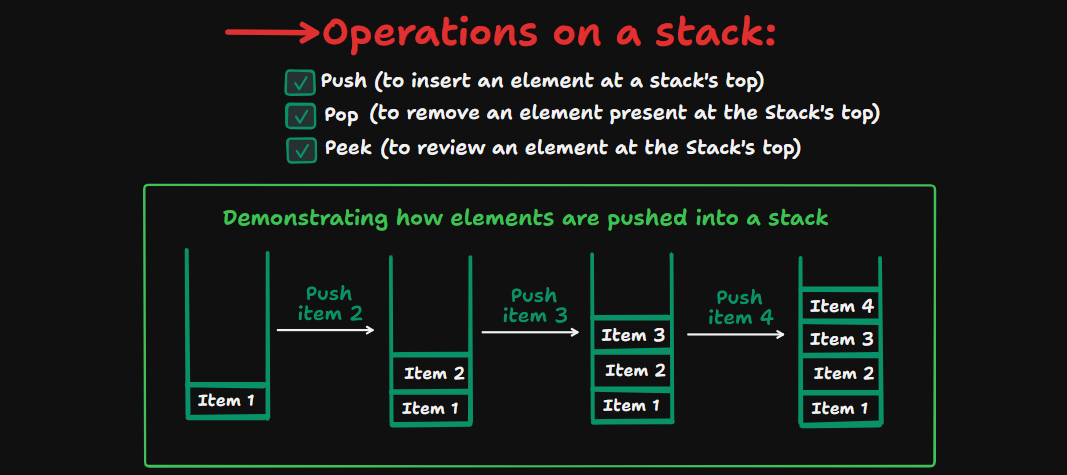 Operations on a stack:
Push (to insert an element at a stack's top)
Pop (to remove an element present at the Stack's top)
Peek (to review an element at the Stack's top)
Demonstrating how elements are pushed into a stack
Item 1
Push
item 2
Item 2
Item 1
Push
item 3
Item 3
Item 2
Item 1
Push
item 4
Item 4
Item 3
Item 2
Item 1